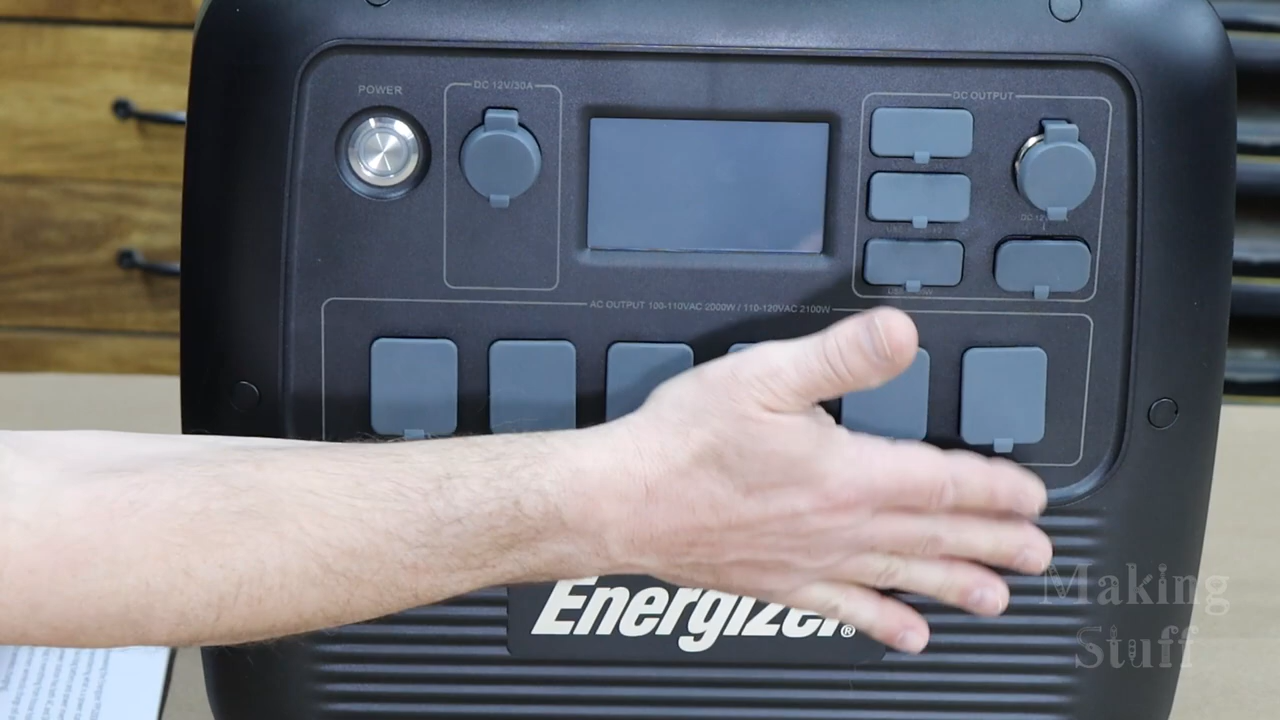 POWER
DC 12V/30A
DC OUTPUT
AC OUTPUT 100-110VAC 2000W / 110-120VAC 2100W
Energizer®
Making
Stuff